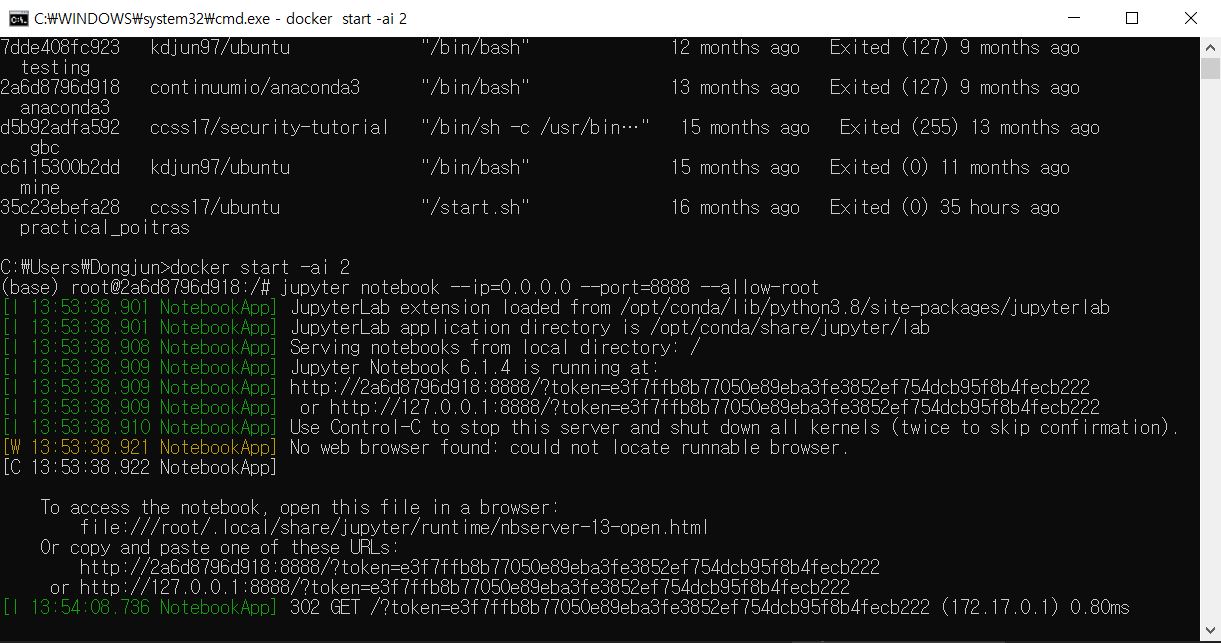 C:₩WINDOWS₩system32₩cmd.exe - docker  start -ai 2
7dde408fc923   kdjun97/ubuntu             "/bin/bash"              12 months ago   Exited (127) 9 months ago
  testing
2a6d8796d918   continuumio/anaconda3      "/bin/bash"              13 months ago   Exited (127) 9 months ago
  anaconda3
d5b92adfa592   ccss17/security-tutorial   "/bin/sh -c /usr/bin…"   15 months ago   Exited (255) 13 months ago
   gbc
c6115300b2dd   kdjun97/ubuntu             "/bin/bash"              15 months ago   Exited (0) 11 months ago
  mine
35c23ebefa28   ccss17/ubuntu              "/start.sh"              16 months ago   Exited (0) 35 hours ago
  practical_poitras
C:₩Users₩Dongjun>docker start -ai 2
(base) root@2a6d8796d918:/# jupyter notebook --ip=0.0.0.0 --port=8888 --allow-root
[I 13:53:38.901 NotebookApp] JupyterLab extension loaded from /opt/conda/lib/python3.8/site-packages/jupyterlab
[I 13:53:38.901 NotebookApp] JupyterLab application directory is /opt/conda/share/jupyter/lab
[I 13:53:38.908 NotebookApp] Serving notebooks from local directory: /
[I 13:53:38.909 NotebookApp] Jupyter Notebook 6.1.4 is running at:
[I 13:53:38.909 NotebookApp] http://2a6d8796d918:8888/?token=e3f7ffb8b77050e89eba3fe3852ef754dcb95f8b4fecb222
[I 13:53:38.909 NotebookApp]  or http://127.0.0.1:8888/?token=e3f7ffb8b77050e89eba3fe3852ef754dcb95f8b4fecb222
[I 13:53:38.910 NotebookApp] Use Control-C to stop this server and shut down all kernels (twice to skip confirmation).
[W 13:53:38.921 NotebookApp] No web browser found: could not locate runnable browser.
[C 13:53:38.922 NotebookApp]
    To access the notebook, open this file in a browser:
        file:///root/.local/share/jupyter/runtime/nbserver-13-open.html
    Or copy and paste one of these URLs:
        http://2a6d8796d918:8888/?token=e3f7ffb8b77050e89eba3fe3852ef754dcb95f8b4fecb222
     or http://127.0.0.1:8888/?token=e3f7ffb8b77050e89eba3fe3852ef754dcb95f8b4fecb222
[I 13:54:08.736 NotebookApp] 302 GET /?token=e3f7ffb8b77050e89eba3fe3852ef754dcb95f8b4fecb222 (172.17.0.1) 0.80ms